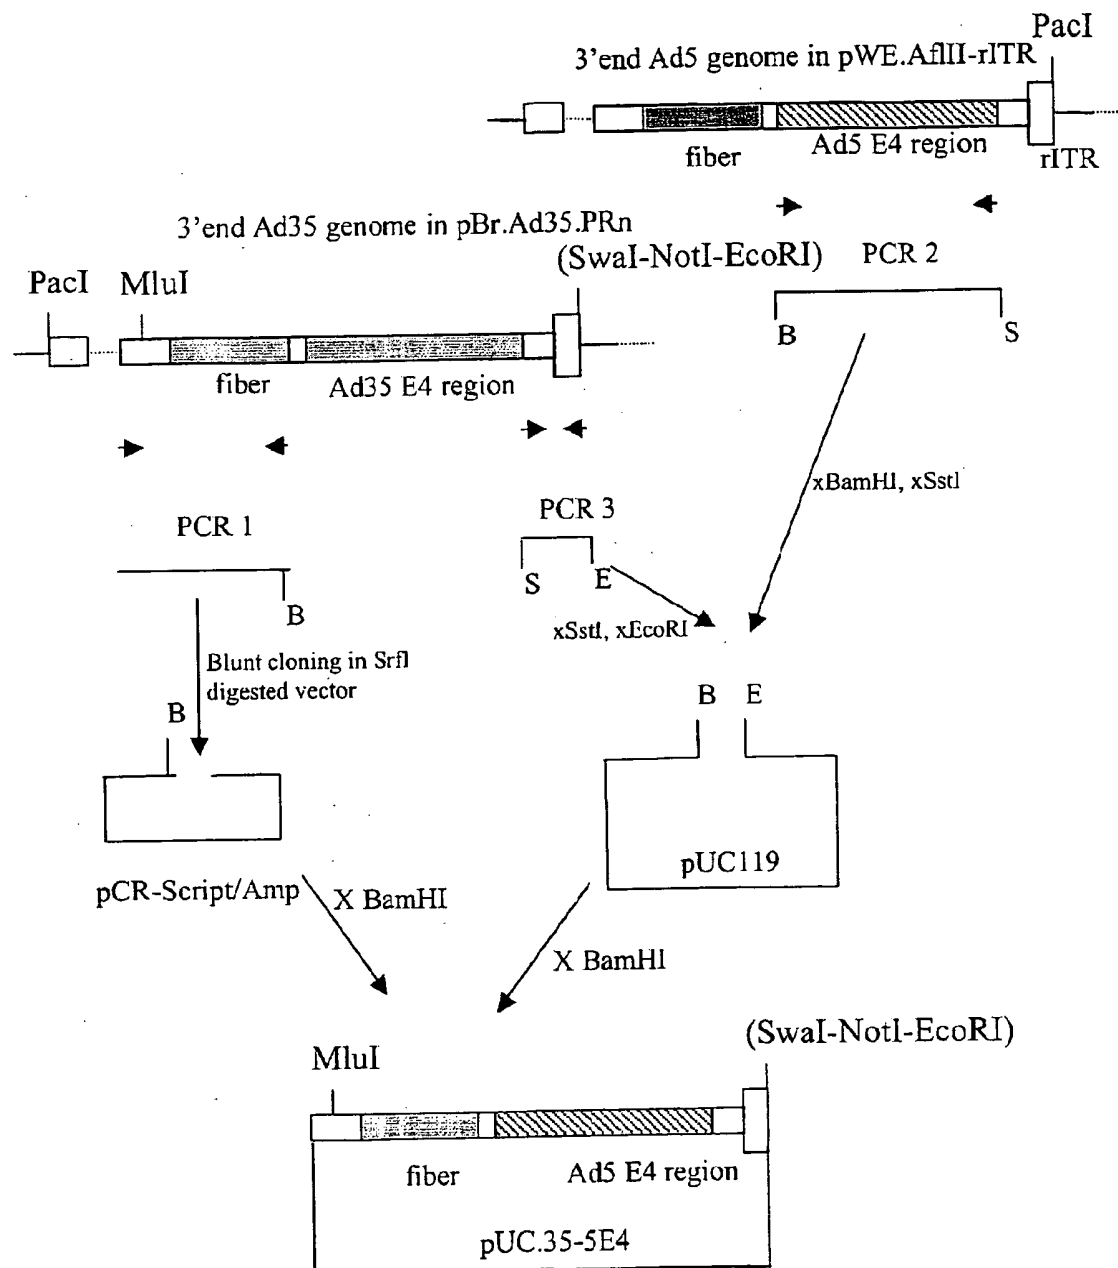 PacI
3'end Ad5 genome in pWE.AflII-rITR
fiber
Ad5 E4 region
rITR
3'end Ad35 genome in pBr.Ad35.PRn
(SwaI-NotI-EcoRI)
PCR 2
PacI
MluI
B
S
fiber
Ad35 E4 region
xBamHI, xSstI
PCR 1
PCR 3
S
E
B
xSstI, xEcoRI
Blunt cloning in SrfI
digested vector
B
B
E
pUC119
pCR-Script/Amp
X BamHI
X BamHI
(SwaI-NotI-EcoRI)
MluI
fiber
Ad5 E4 region
pUC.35-5E4